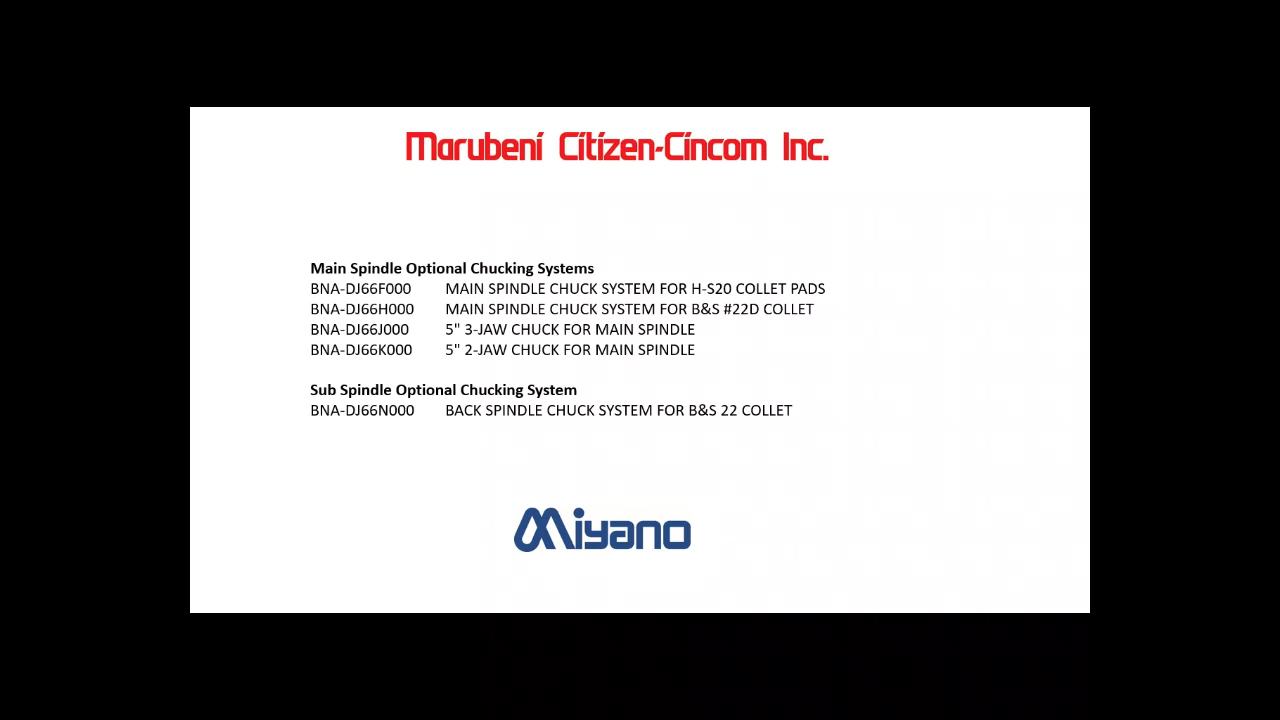 Marubeni Citizen-Cincom Inc.
Main Spindle Optional Chucking Systems
BNA-DJ66F000 MAIN SPINDLE CHUCK SYSTEM FOR H-S20 COLLET PADS
BNA-DJ66H000 MAIN SPINDLE CHUCK SYSTEM FOR B&S #22D COLLET
BNA-DJ66J000 5" 3-JAW CHUCK FOR MAIN SPINDLE
BNA-DJ66K000 5" 2-JAW CHUCK FOR MAIN SPINDLE
Sub Spindle Optional Chucking System
BNA-DJ66N000 BACK SPINDLE CHUCK SYSTEM FOR B&S 22 COLLET
Miyano